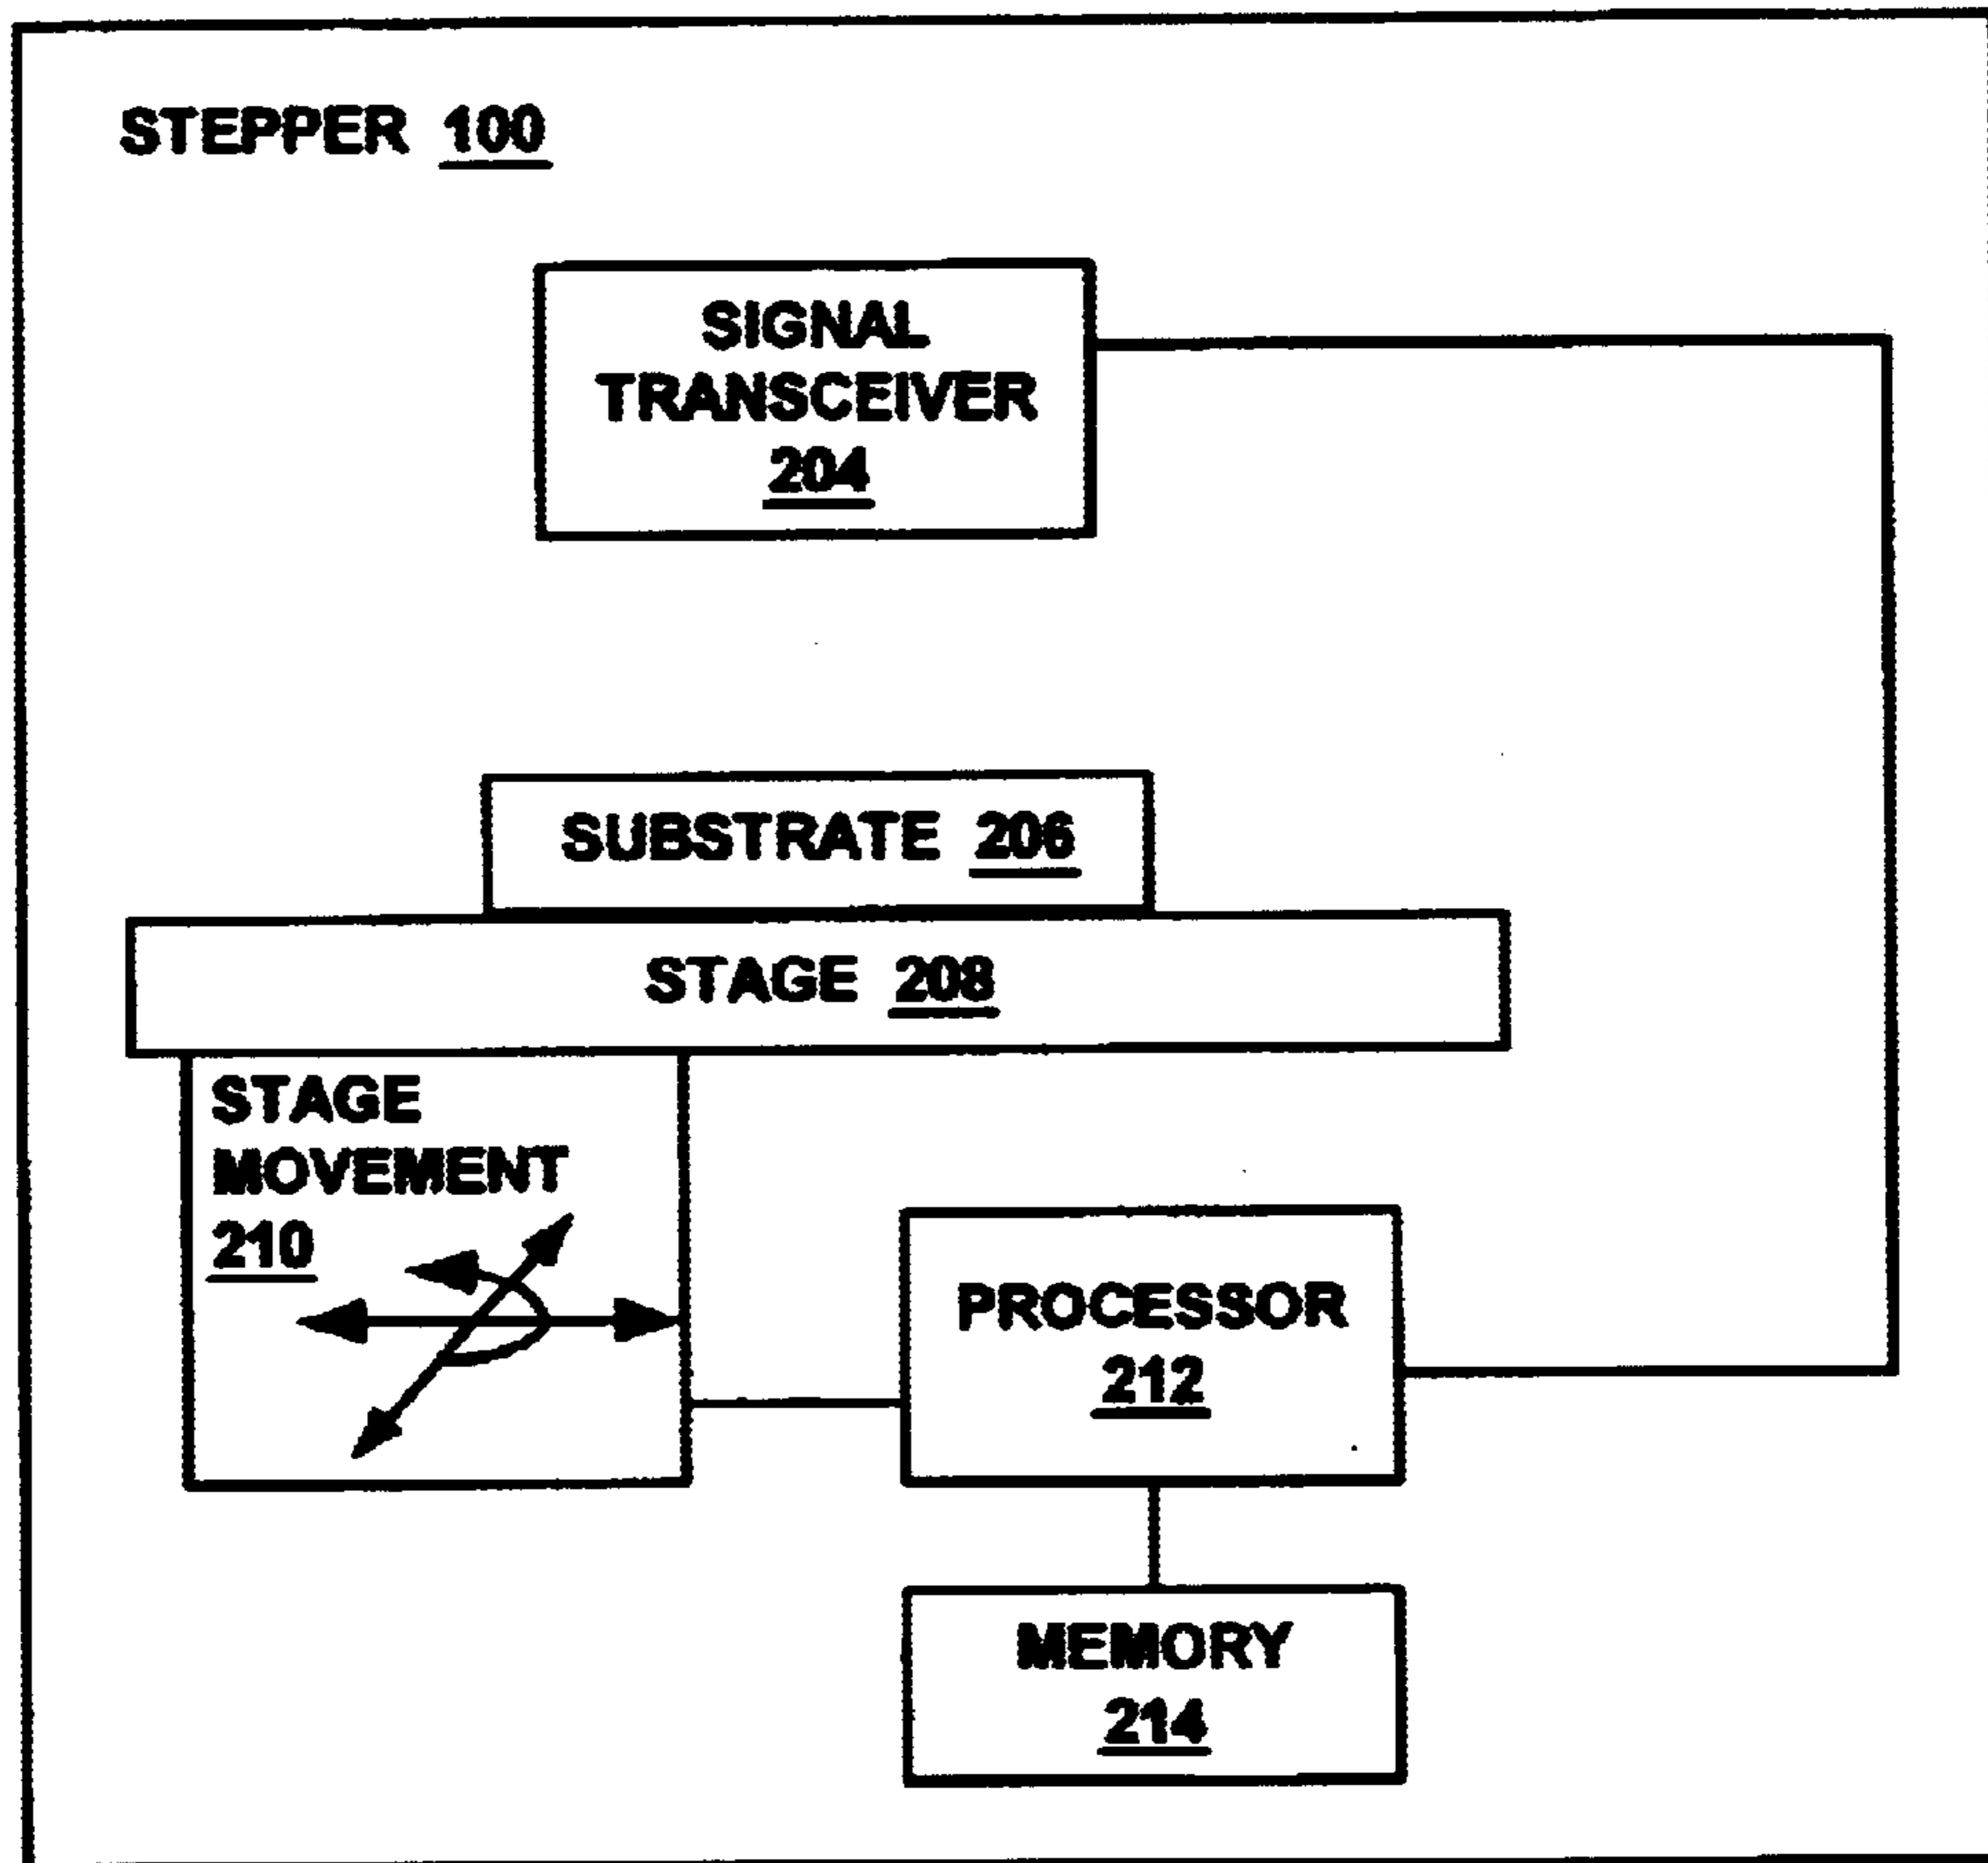 STEPPER 100
SIGNAL
TRANSCEIVER
204
SUBSTRATE 206
STAGE 208
STAGE
MOVEMENT
210
PROCESSOR
212
MEMORY
214